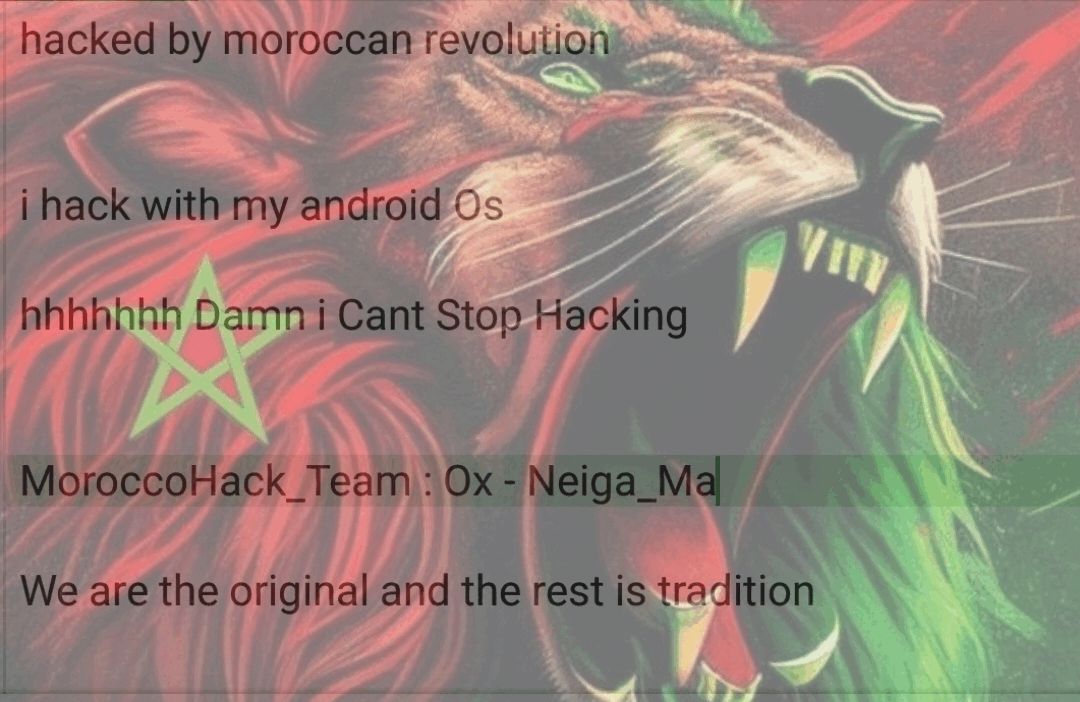 hacked by moroccan revolution
i hack with my android Os
hhhhhhh Damn i Cant Stop Hacking
MoroccoHack_Team : Ox - Neiga_Ma
We are the original and the rest is tradition